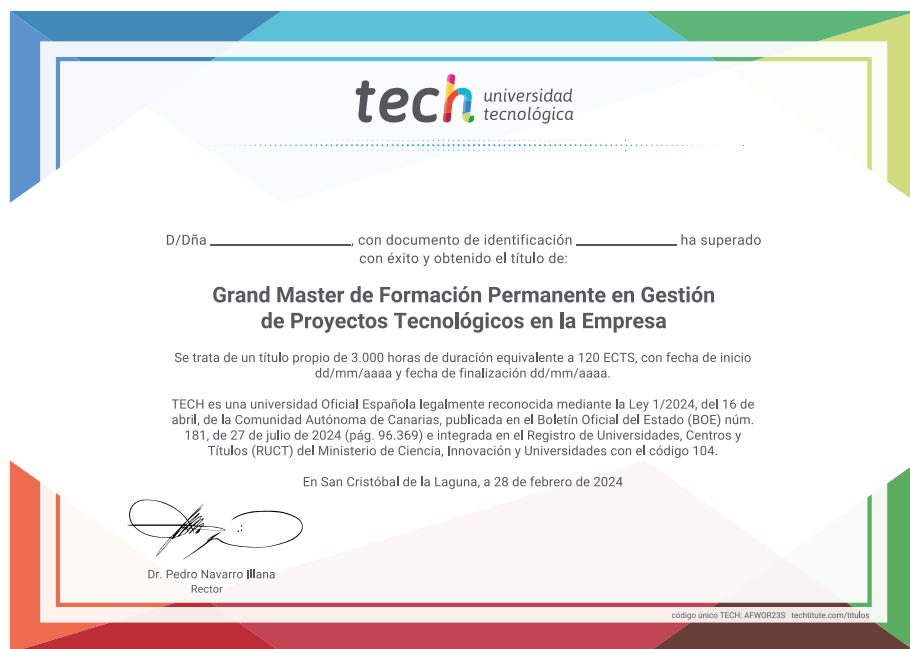 tech universidad
tecnológica
D/Dña ______________, con documento de identificación __________ ha superado
con éxito y obtenido el título de:
Grand Master de Formación Permanente en Gestión
de Proyectos Tecnológicos en la Empresa
Se trata de un título propio de 3.000 horas de duración equivalente a 120 ECTS, con fecha de inicio
dd/mm/aaaa y fecha de finalización dd/mm/aaaa.
TECH es una universidad Oficial Española legalmente reconocida mediante la Ley 1/2024, del 16 de
abril, de la Comunidad Autónoma de Canarias, publicada en el Boletín Oficial del Estado (BOE) núm.
181, de 27 de julio de 2024 (pág. 96.369) e integrada en el Registro de Universidades, Centros y
Títulos (RUCT) del Ministerio de Ciencia, Innovación y Universidades con el código 104.
En San Cristóbal de la Laguna, a 28 de febrero de 2024
Dr. Pedro Navarro Illana
Rector
código único TECH: AFWOR23S techtitute.com/titulos